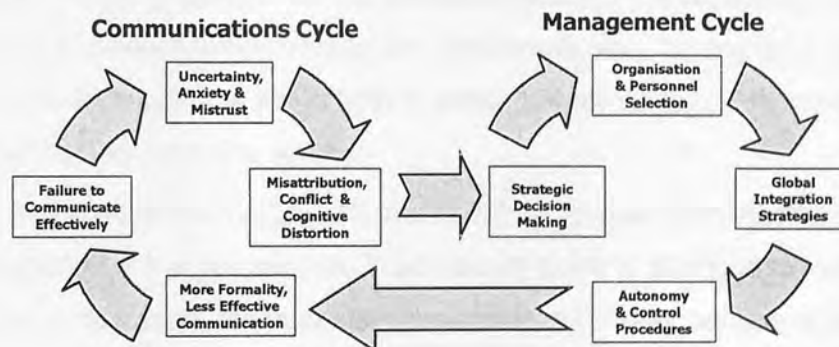 Communications Cycle
Management Cycle
Uncertainty,
Anxiety &
Mistrust
Organisation
& Personnel
Selection
Failure to
Communicate
Effectively
Misattribution,
Conflict &
Cognitive
Distortion
Strategic
Decision
Making
Global
Integration
Strategies
More Formality,
Less Effective
Communication
Autonomy
& Control
Procedures